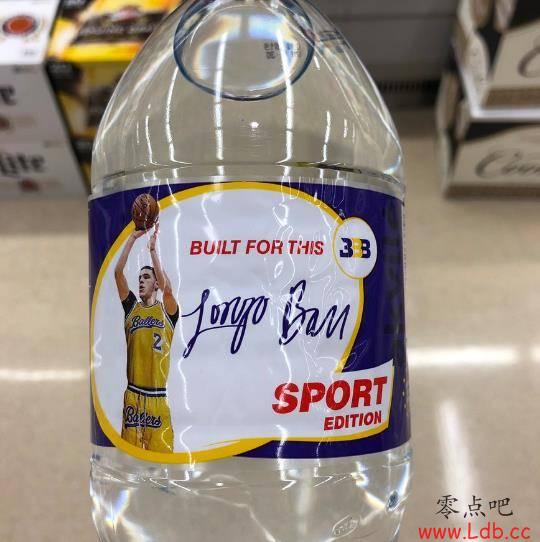 BUILT FOR THIS
BBB
Lonzo Ball
Ballers
2
Ballers
SPORT
EDITION
零点吧
www.Ldb.cc